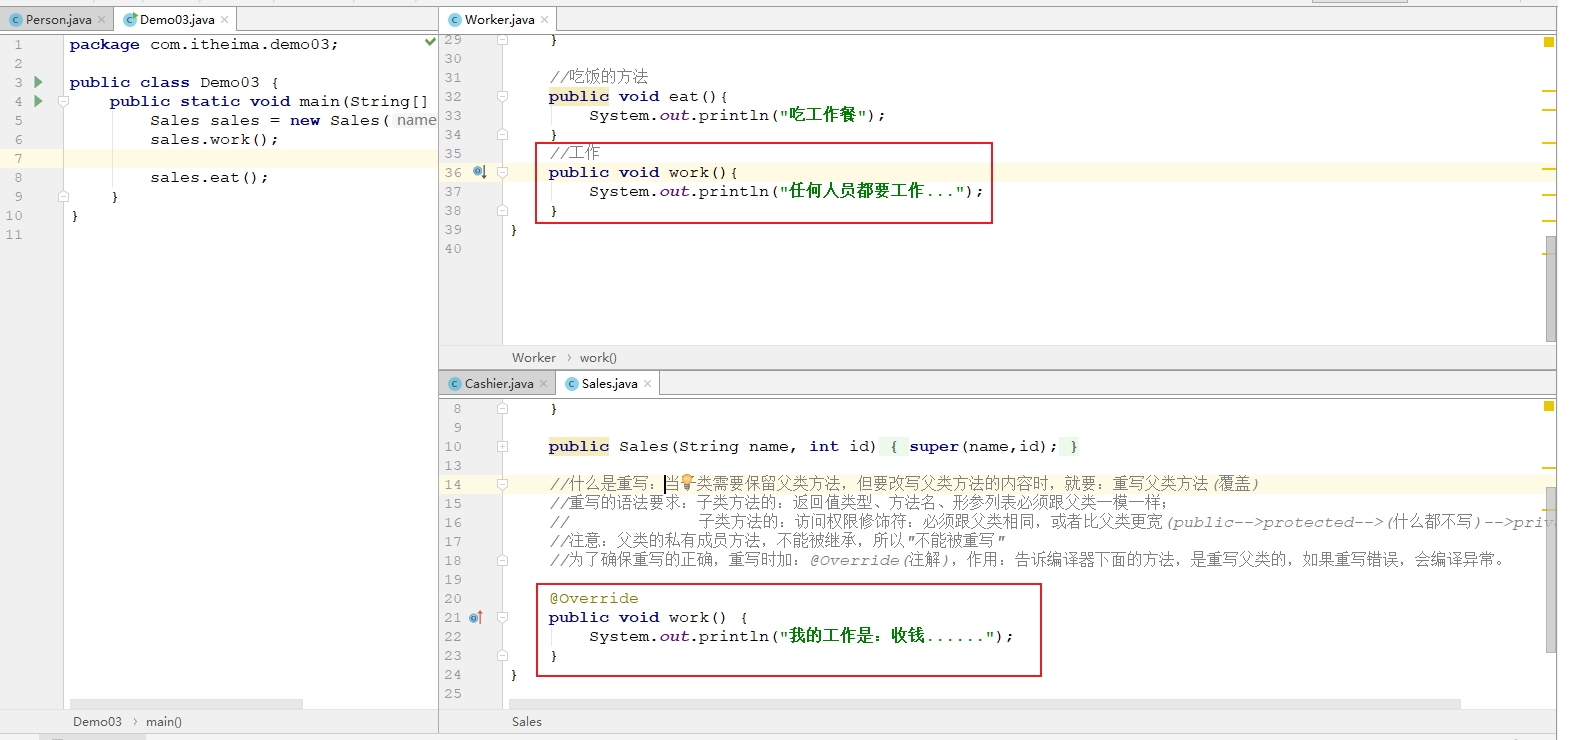 Person.java
Demo03.java
1 package com.itheima.demo03;
2
3 public class Demo03 {
4 public static void main(String[]
5 Sales sales = new Sales( name
6 sales.work();
7
8 sales.eat();
9 }
10 }
11
Demo03 › main()
Worker.java
29 }
30
31 //吃饭的方法
32 public void eat(){
33 System.out.println("吃工作餐");
34 }
35 //工作
36 public void work(){
37 System.out.println("任何人员都要工作...");
38 }
39 }
40
Worker › work()
Cashier.java
Sales.java
8 }
9
10 public Sales(String name, int id) { super(name,id); }
13
14 //什么是重写：当 类需要保留父类方法，但要改写父类方法的内容时，就要：重写父类方法(覆盖)
15 //重写的语法要求：子类方法的：返回值类型、方法名、形参列表必须跟父类一模一样；
16 // 子类方法的：访问权限修饰符：必须跟父类相同，或者比父类更宽(public-->protected-->(什么都不写)-->priv
17 //注意：父类的私有成员方法，不能被继承，所以"不能被重写"
18 //为了确保重写的正确，重写时加：@Override(注解)，作用：告诉编译器下面的方法，是重写父类的，如果重写错误，会编译异常。
19
20 @Override
21 public void work() {
22 System.out.println("我的工作是：收钱......");
23 }
24 }
25
Sales